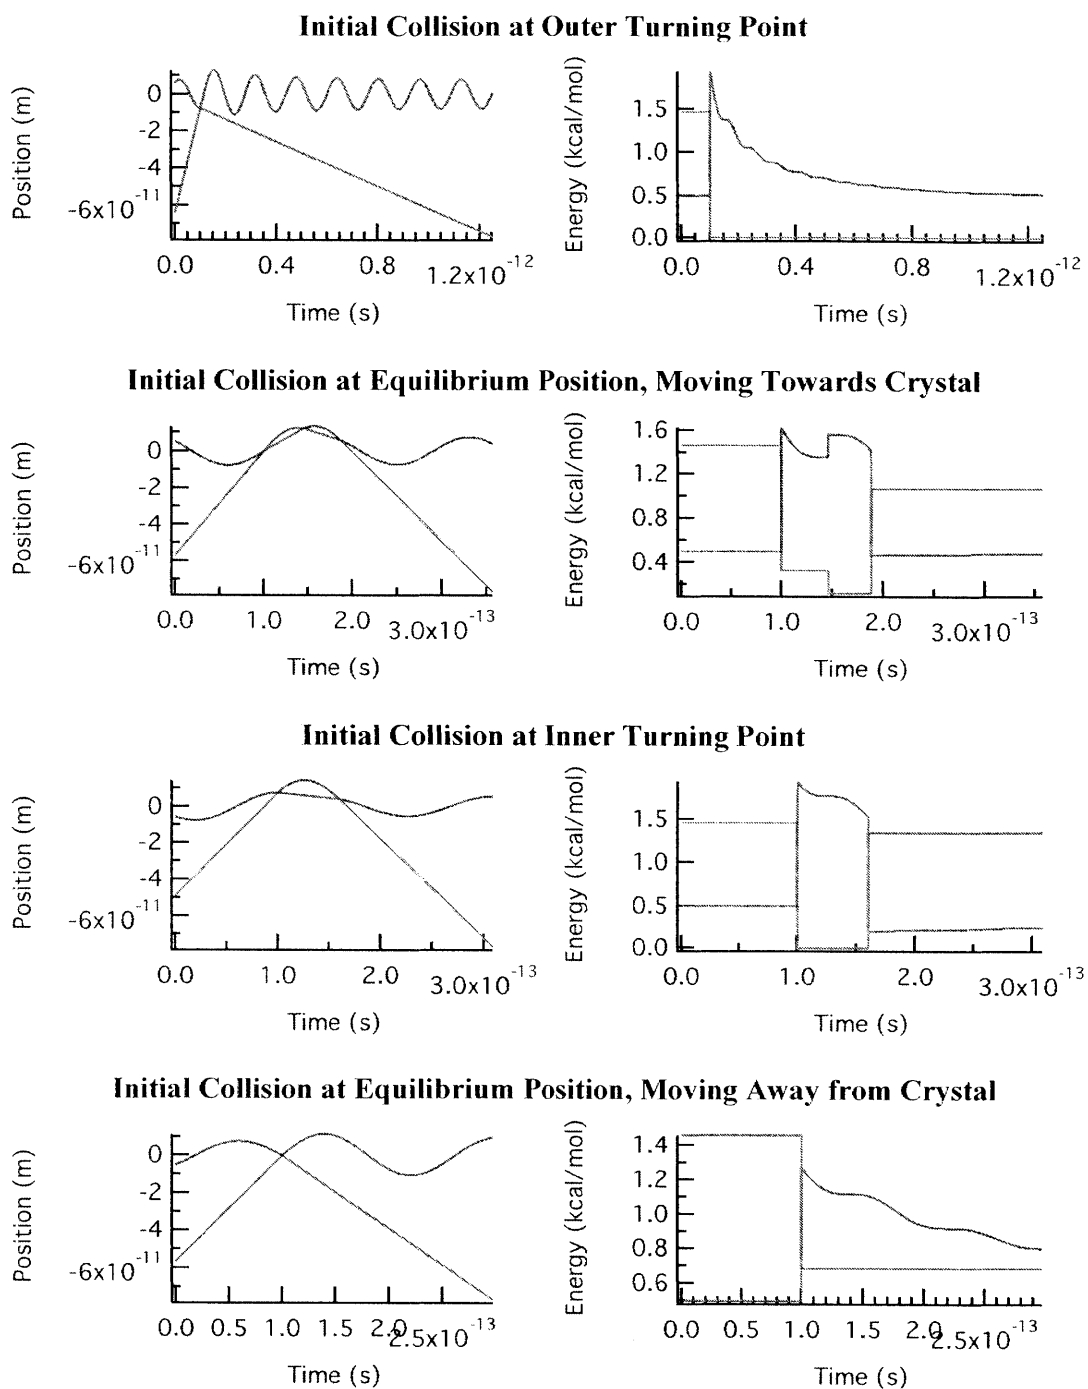 Initial Collision at Outer Turning Point
Position (m)
0
-2
-4
-6x10^-11
0.0 0.4 0.8 1.2x10^-12
Time (s)
Energy (kcal/mol)
1.5
1.0
0.5
0.0
0.0 0.4 0.8 1.2x10^-12
Time (s)
Initial Collision at Equilibrium Position, Moving Towards Crystal
Position (m)
0
-2
-4
-6x10^-11
0.0 1.0 2.0 3.0x10^-13
Time (s)
Energy (kcal/mol)
1.6
1.2
0.8
0.4
0.0 1.0 2.0 3.0x10^-13
Time (s)
Initial Collision at Inner Turning Point
Position (m)
0
-2
-4
-6x10^-11
0.0 1.0 2.0 3.0x10^-13
Time (s)
Energy (kcal/mol)
1.5
1.0
0.5
0.0
0.0 1.0 2.0 3.0x10^-13
Time (s)
Initial Collision at Equilibrium Position, Moving Away from Crystal
Position (m)
0
-2
-4
-6x10^-11
0.0 0.5 1.0 1.5 2.0 2.5x10^-13
Time (s)
Energy (kcal/mol)
1.4
1.2
1.0
0.8
0.6
0.0 0.5 1.0 1.5 2.0 2.5x10^-13
Time (s)